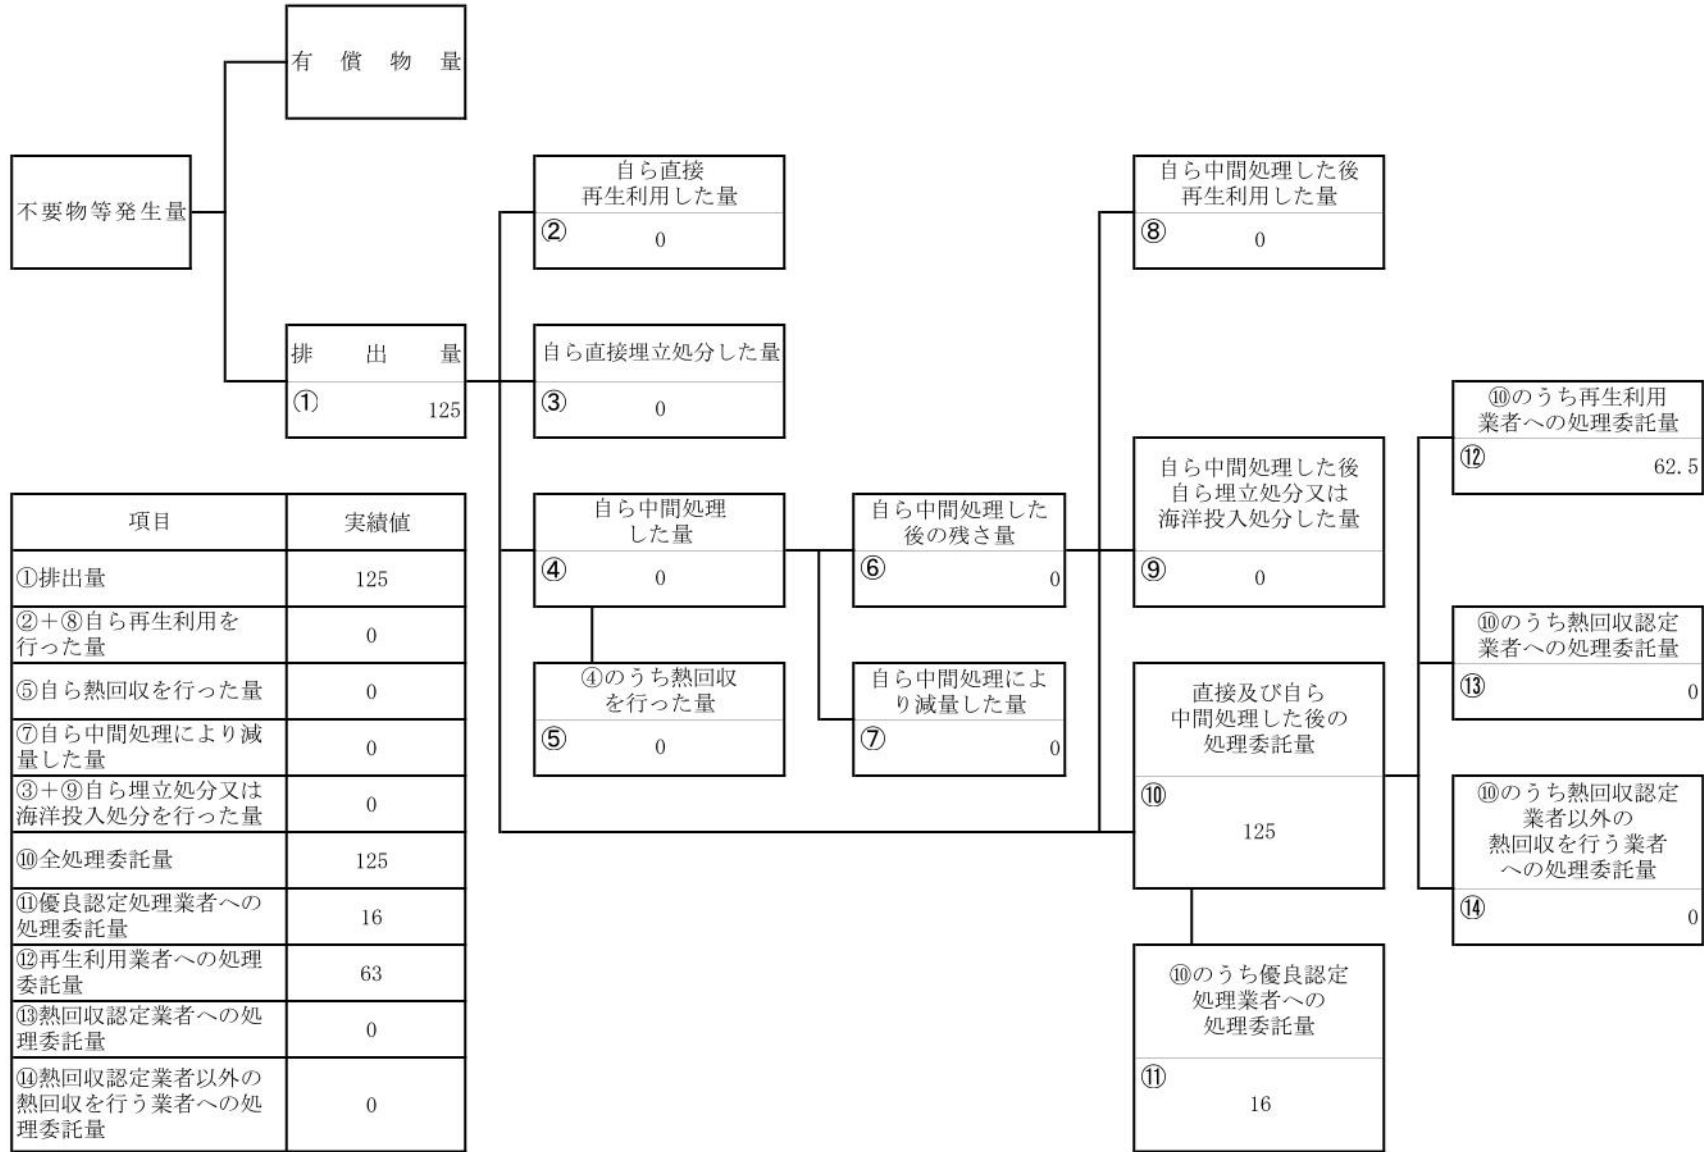 有償物量
不要物等発生量
排出量
① 125
自ら直接
再生利用した量
② 0
自ら直接埋立処分した量
③ 0
自ら中間処理
した量
④ 0
④のうち熱回収
を行った量
⑤ 0
自ら中間処理した
後の残さ量
⑥ 0
自ら中間処理によ
り減量した量
⑦ 0
自ら中間処理した後
再生利用した量
⑧ 0
自ら中間処理した後
自ら埋立処分又は
海洋投入処分した量
⑨ 0
直接及び自ら
中間処理した後の
処理委託量
⑩
125
⑩のうち優良認定
処理業者への
処理委託量
⑪
16
⑩のうち再生利用
業者への処理委託量
⑫ 62.5
⑩のうち熱回収認定
業者への処理委託量
⑬ 0
⑩のうち熱回収認定
業者以外の
熱回収を行う業者
への処理委託量
⑭ 0
項目 実績値
①排出量 125
②+⑧自ら再生利用を
行った量 0
⑤自ら熱回収を行った量 0
⑦自ら中間処理により減
量した量 0
③+⑨自ら埋立処分又は
海洋投入処分を行った量 0
⑩全処理委託量 125
⑪優良認定処理業者への
処理委託量 16
⑫再生利用業者への処理
委託量 63
⑬熱回収認定業者への処
理委託量 0
⑭熱回収認定業者以外の
熱回収を行う業者への処
理委託量 0